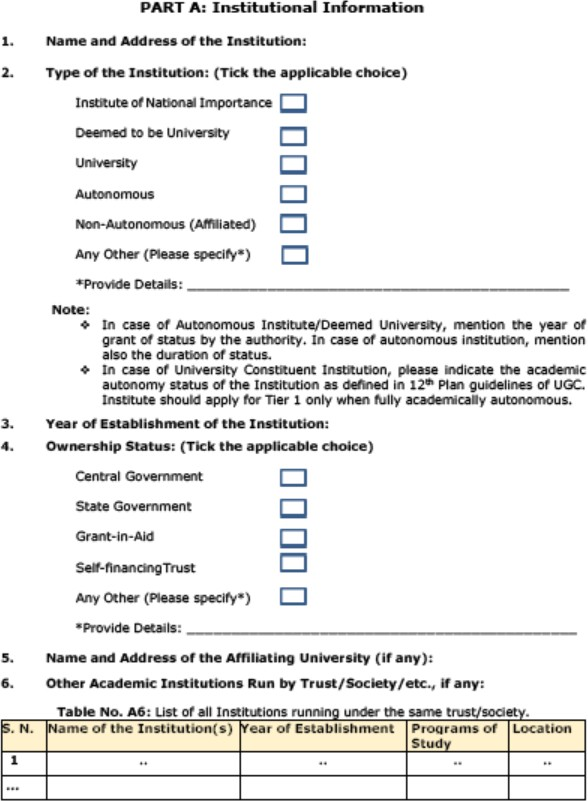 PART A: Institutional Information
1. Name and Address of the Institution:
2. Type of the Institution: (Tick the applicable choice)
Institute of National Importance
Deemed to be University
University
Autonomous
Non-Autonomous (Affiliated)
Any Other (Please specify*)
*Provide Details: ___________________________________________
Note:
❖ In case of Autonomous Institute/Deemed University, mention the year of
grant of status by the authority. In case of autonomous institution, mention
also the duration of status.
❖ In case of University Constituent Institution, please indicate the academic
autonomy status of the Institution as defined in 12th Plan guidelines of UGC.
Institute should apply for Tier 1 only when fully academically autonomous.
3. Year of Establishment of the Institution:
4. Ownership Status: (Tick the applicable choice)
Central Government
State Government
Grant-in-Aid
Self-financingTrust
Any Other (Please specify*)
*Provide Details: ___________________________________________
5. Name and Address of the Affiliating University (if any):
6. Other Academic Institutions Run by Trust/Society/etc., if any:
Table No. A6: List of all Institutions running under the same trust/society.
S. N. Name of the Institution(s) Year of Establishment Programs of Location
Study
1 .. .. .. ..
...